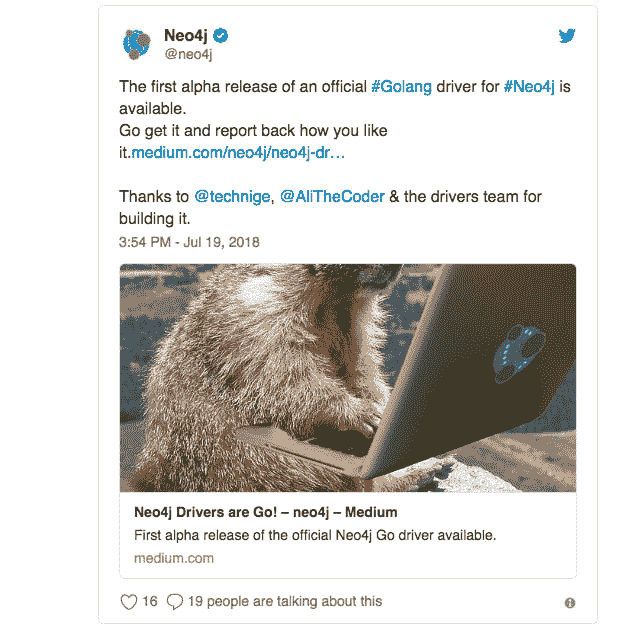 Neo4j
@neo4j
The first alpha release of an official #Golang driver for #Neo4j is
available.
Go get it and report back how you like
it.medium.com/neo4j/neo4j-dr…
Thanks to @technige, @AliTheCoder & the drivers team for
building it.
3:54 PM - Jul 19, 2018
Neo4j Drivers are Go! – neo4j – Medium
First alpha release of the official Neo4j Go driver available.
medium.com
16 19 people are talking about this